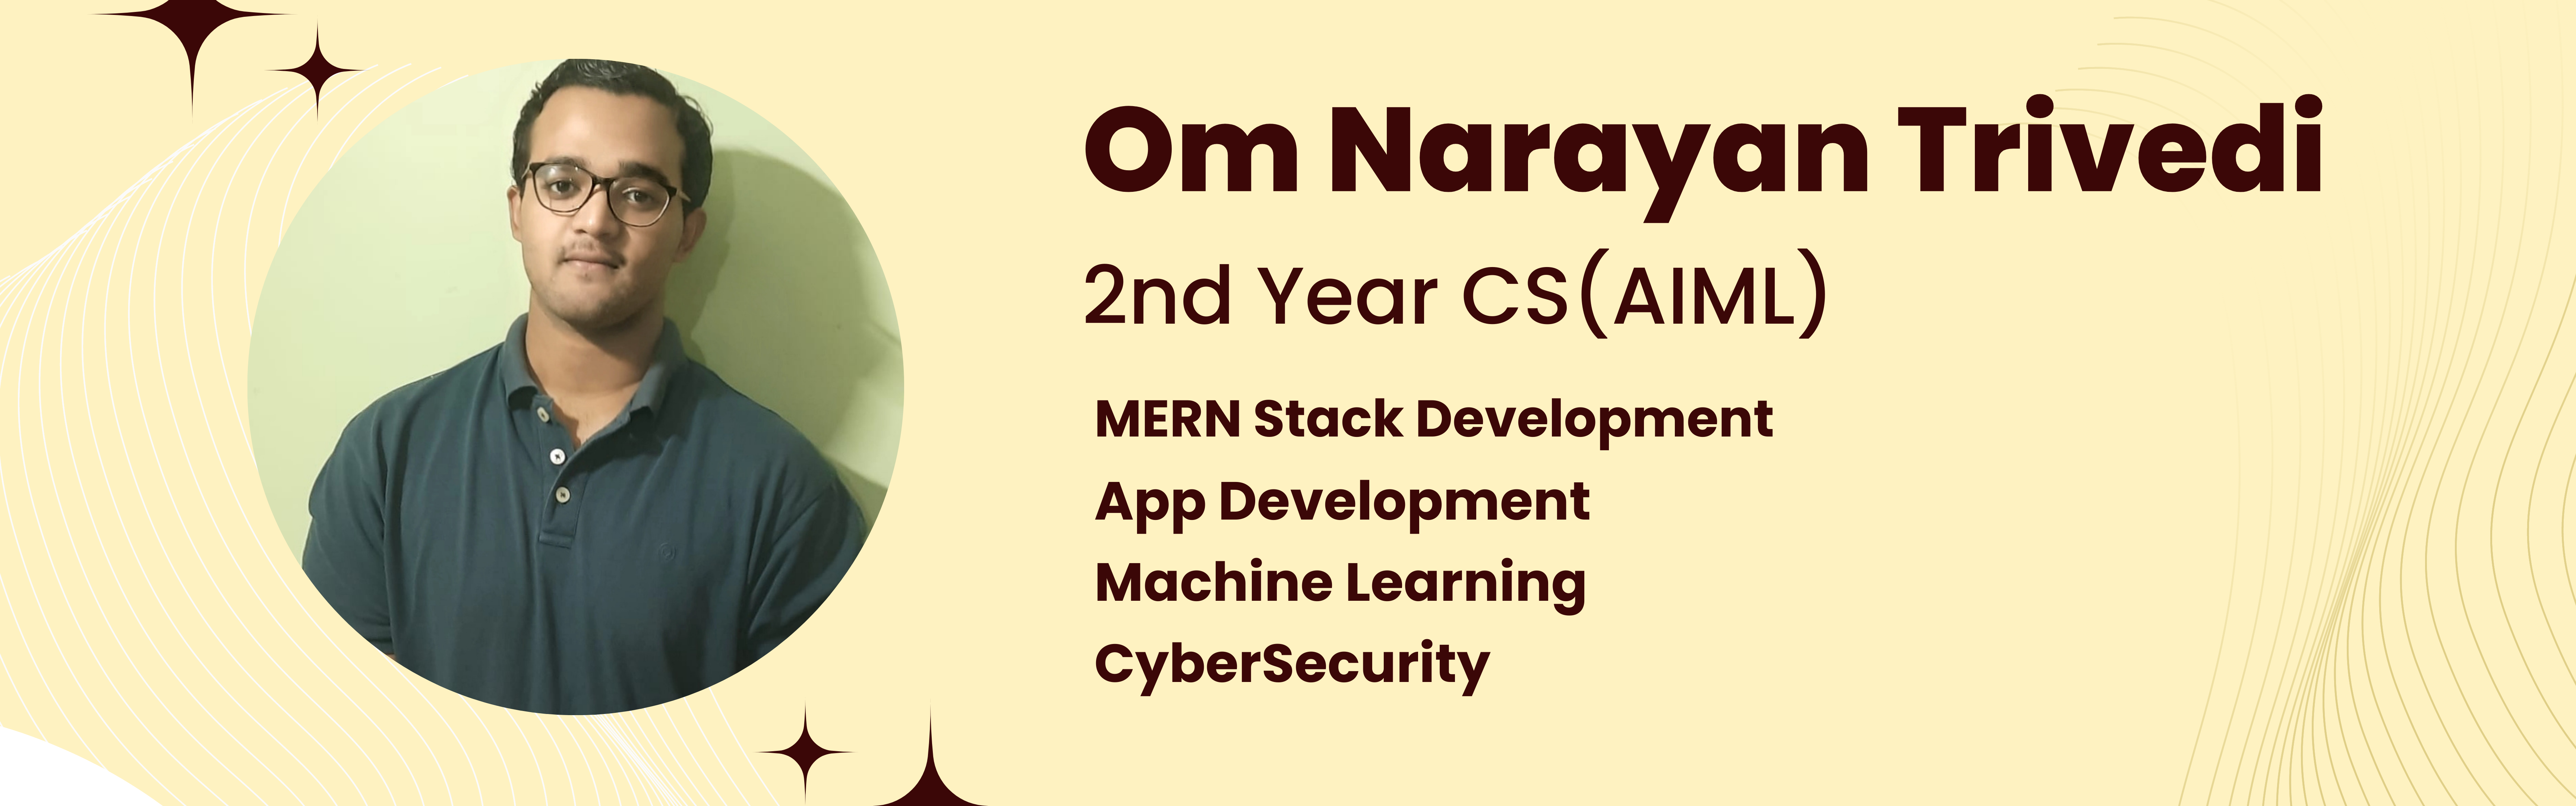 Om Narayan Trivedi
2nd Year CS(AIML)
MERN Stack Development
App Development
Machine Learning
CyberSecurity